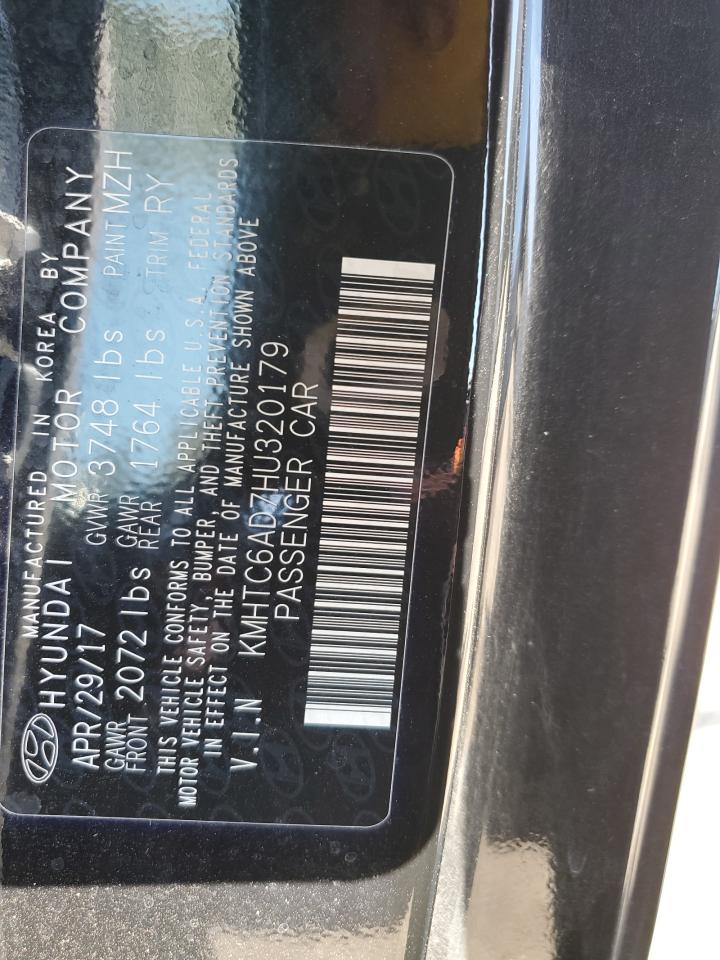 MANUFACTURED IN KOREA BY
HYUNDAI MOTOR COMPANY
APR/29/17 GVWR 3748 lbs PAINT MZH
GAWR FRONT 2072 lbs GAWR REAR 1764 lbs TRIM RY
THIS VEHICLE CONFORMS TO ALL APPLICABLE U.S.A. FEDERAL
MOTOR VEHICLE SAFETY, BUMPER, AND THEFT PREVENTION STANDARDS
IN EFFECT ON THE DATE OF MANUFACTURE SHOWN ABOVE
V.I.N KMHTC6ADZHU320179
PASSENGER CAR